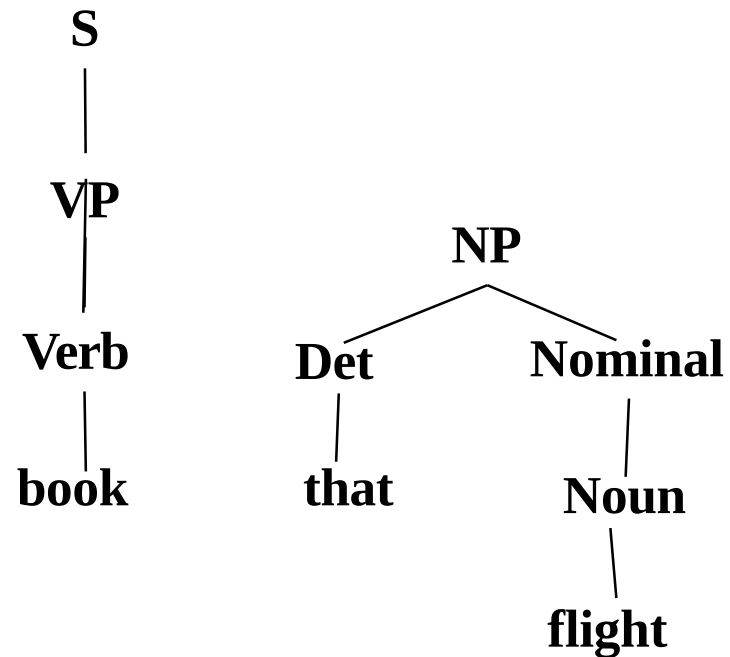 S
VP
NP
Verb
Det
Nominal
book
that
Noun
flight